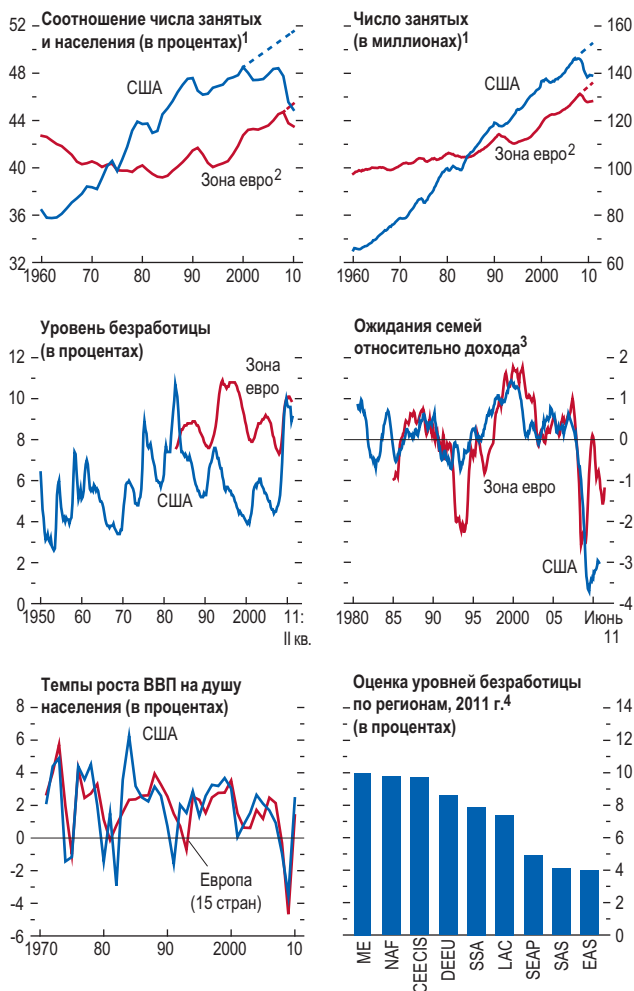 Соотношение числа занятых
и населения (в процентах)1
52
48
44
40
36
32
США
Зона евро2
1960 70 80 90 2000 10
Число занятых
(в миллионах)1
160
140
120
100
80
60
США
Зона евро2
1960 70 80 90 2000 10
Уровень безработицы
(в процентах)
12
10
8
6
4
2
0
Зона
евро
США
1950 60 70 80 90 2000 11:
II кв.
Ожидания семей
относительно дохода3
2
1
0
-1
-2
-3
-4
Зона евро
США
1980 85 90 95 2000 05 Июнь
11
Темпы роста ВВП на душу
населения (в процентах)
8
6
4
2
0
-2
-4
-6
США
Европа
(15 стран)
1970 80 90 2000 10
Оценка уровней безработицы
по регионам, 2011 г.4
(в процентах)
14
12
10
8
6
4
2
0
ME
NAF
CEECIS
DEEU
SSA
LAC
SEAP
SAS
EAS